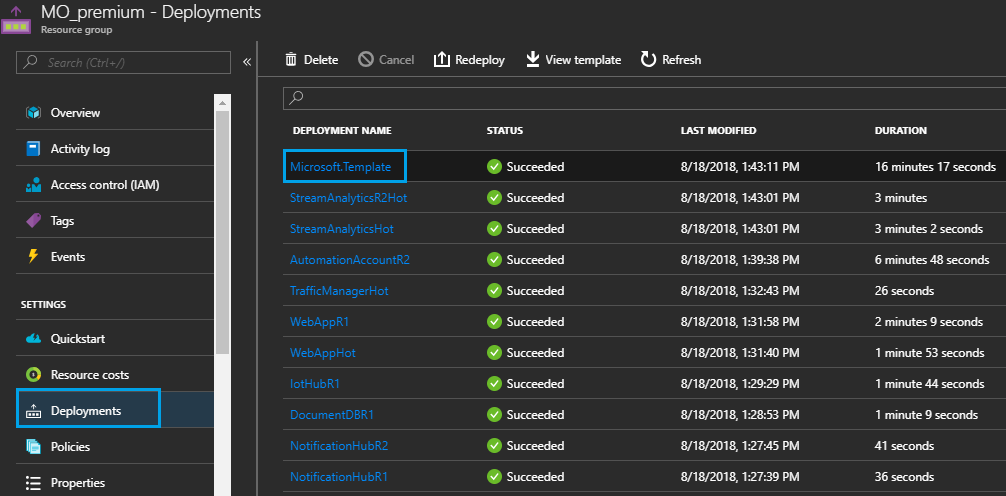 MO_premium - Deployments
Resource group
Search (Ctrl+/)
«
Overview
Activity log
Access control (IAM)
Tags
Events
SETTINGS
Quickstart
Resource costs
Deployments
Policies
Properties
Delete Cancel Redeploy View template Refresh
DEPLOYMENT NAME STATUS LAST MODIFIED DURATION
Microsoft.Template Succeeded 8/18/2018, 1:43:11 PM 16 minutes 17 seconds
StreamAnalyticsR2Hot Succeeded 8/18/2018, 1:43:01 PM 3 minutes
StreamAnalyticsHot Succeeded 8/18/2018, 1:43:01 PM 3 minutes 2 seconds
AutomationAccountR2 Succeeded 8/18/2018, 1:39:38 PM 6 minutes 48 seconds
TrafficManagerHot Succeeded 8/18/2018, 1:32:43 PM 26 seconds
WebAppR1 Succeeded 8/18/2018, 1:31:58 PM 2 minutes 9 seconds
WebAppHot Succeeded 8/18/2018, 1:31:40 PM 1 minute 53 seconds
IotHubR1 Succeeded 8/18/2018, 1:29:29 PM 1 minute 44 seconds
DocumentDBR1 Succeeded 8/18/2018, 1:28:53 PM 1 minute 9 seconds
NotificationHubR2 Succeeded 8/18/2018, 1:27:45 PM 41 seconds
NotificationHubR1 Succeeded 8/18/2018, 1:27:39 PM 36 seconds